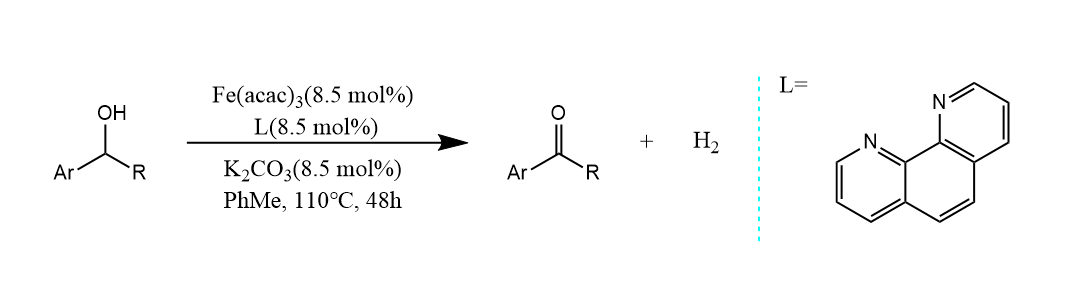 OH
Ar
R
Fe(acac)₃(8.5 mol%)
L(8.5 mol%)
K₂CO₃(8.5 mol%)
PhMe, 110℃, 48h
O
Ar
R
+
H₂
L=
N
N